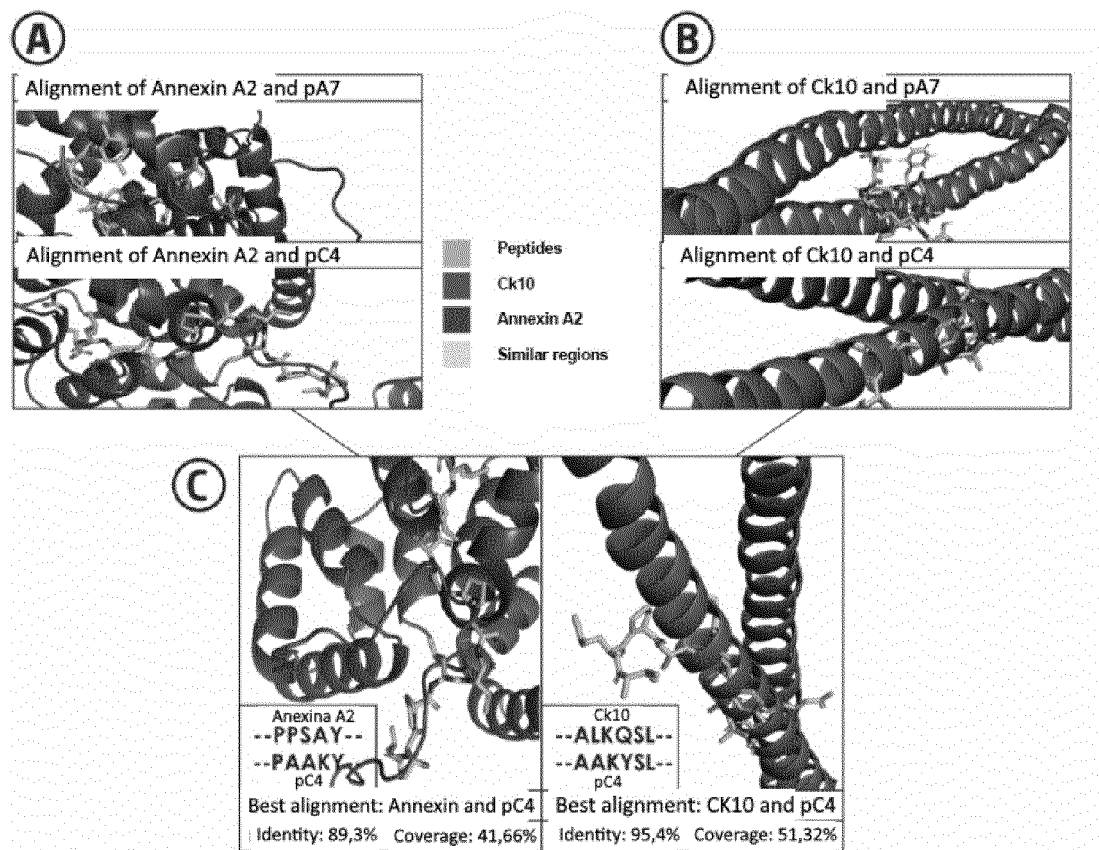 A
Alignment of Annexin A2 and pA7
Alignment of Annexin A2 and pC4
Peptides
Ck10
Annexin A2
Similar regions
B
Alignment of Ck10 and pA7
Alignment of Ck10 and pC4
C
Anexina A2
--PPSAY--
--PAAKY--
pC4
Best alignment: Annexin and pC4
Identity: 89,3% Coverage: 41,66%
Ck10
--ALKQSL--
--AAKYSL--
pC4
Best alignment: CK10 and pC4
Identity: 95,4% Coverage: 51,32%